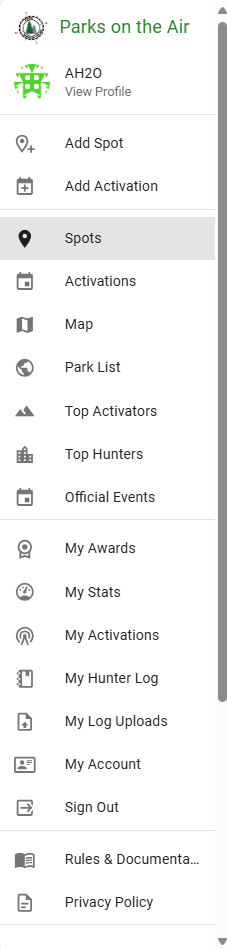 Parks on the Air
AH2O
View Profile
Add Spot
Add Activation
Spots
Activations
Map
Park List
Top Activators
Top Hunters
Official Events
My Awards
My Stats
My Activations
My Hunter Log
My Log Uploads
My Account
Sign Out
Rules & Documenta...
Privacy Policy